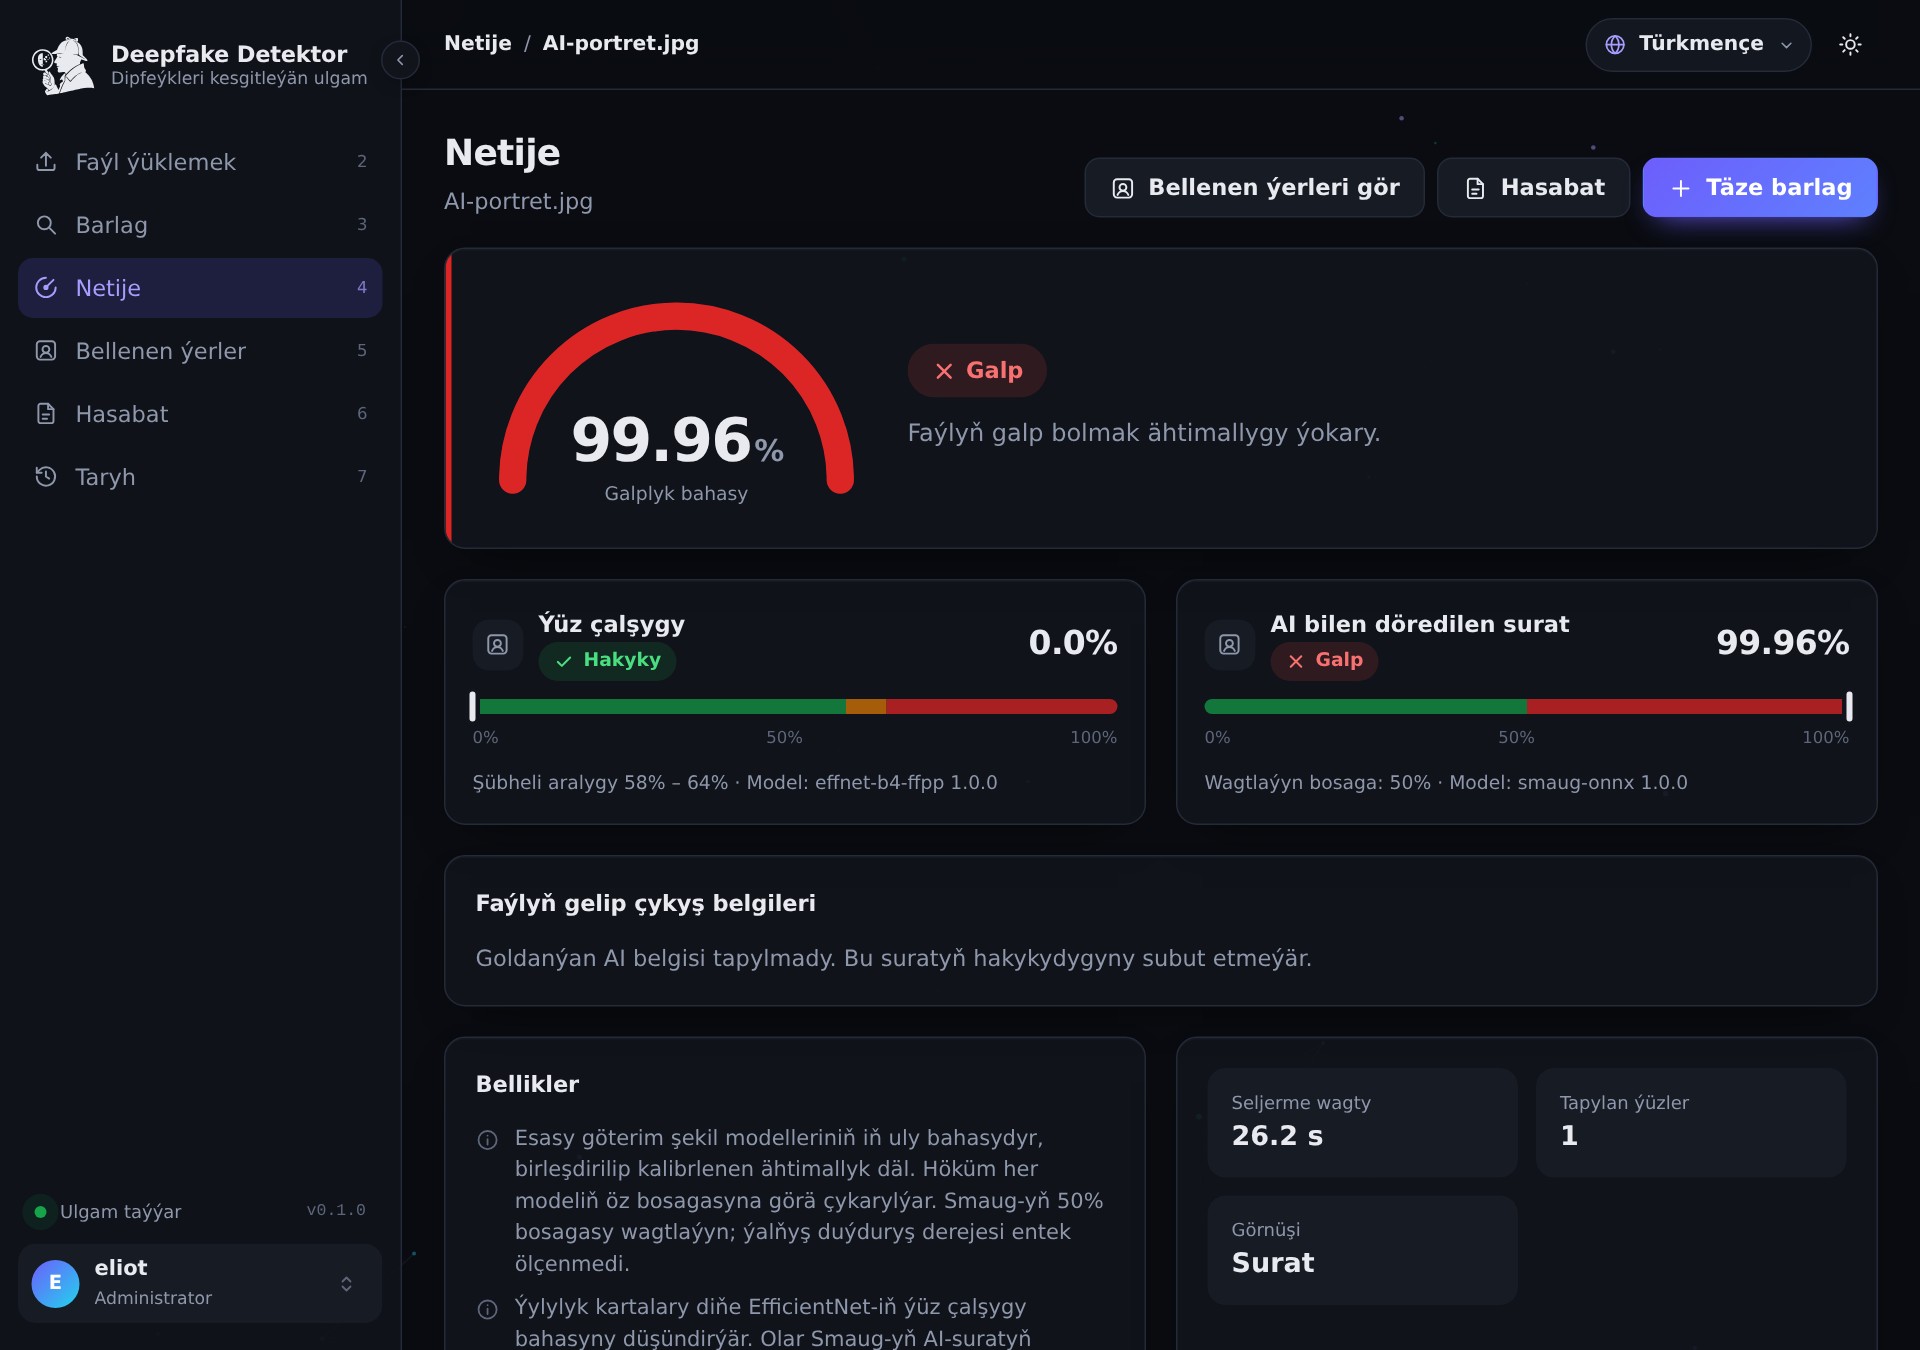 Deepfake Detektor
Dipfeýkleri kesgitleýän ulgam
Faýl ýüklemek 2
Barlag 3
Netije 4
Bellenen ýerler 5
Hasabat 6
Taryh 7
Ulgam taýýar v0.1.0
E
eliot
Administrator
Netije / AI-portret.jpg
Türkmençe
Netije
AI-portret.jpg
Bellenen ýerleri gör
Hasabat
Täze barlag
99.96%
Galplyk bahasy
Galp
Faýlyň galp bolmak ähtimallygy ýokary.
Ýüz çalşygy
Hakyky
0.0%
0% 50% 100%
Şübheli aralygy 58% – 64% · Model: effnet-b4-ffpp 1.0.0
AI bilen döredilen surat
Galp
99.96%
0% 50% 100%
Wagtlaýyn bosaga: 50% · Model: smaug-onnx 1.0.0
Faýlyň gelip çykyş belgileri
Goldanýan AI belgisi tapylmady. Bu suratyň hakykydygyny subut etmeýär.
Bellikler
Esasy göterim şekil modelleriniň iň uly bahasydyr,
birleşdirilip kalibrlenen ähtimallyk däl. Höküm her
modeliň öz bosagasyna görä çykarylýar. Smaug-yň 50%
bosagasy wagtlaýyn; ýalňyş duýduryş derejesi entek
ölçenmedi.
Ýylylyk kartalary diňe EfficientNet-iň ýüz çalşygy
bahasyny düşündirýär. Olar Smaug-yň AI-suratyň
Seljerme wagty
26.2 s
Tapylan ýüzler
1
Görnüşi
Surat